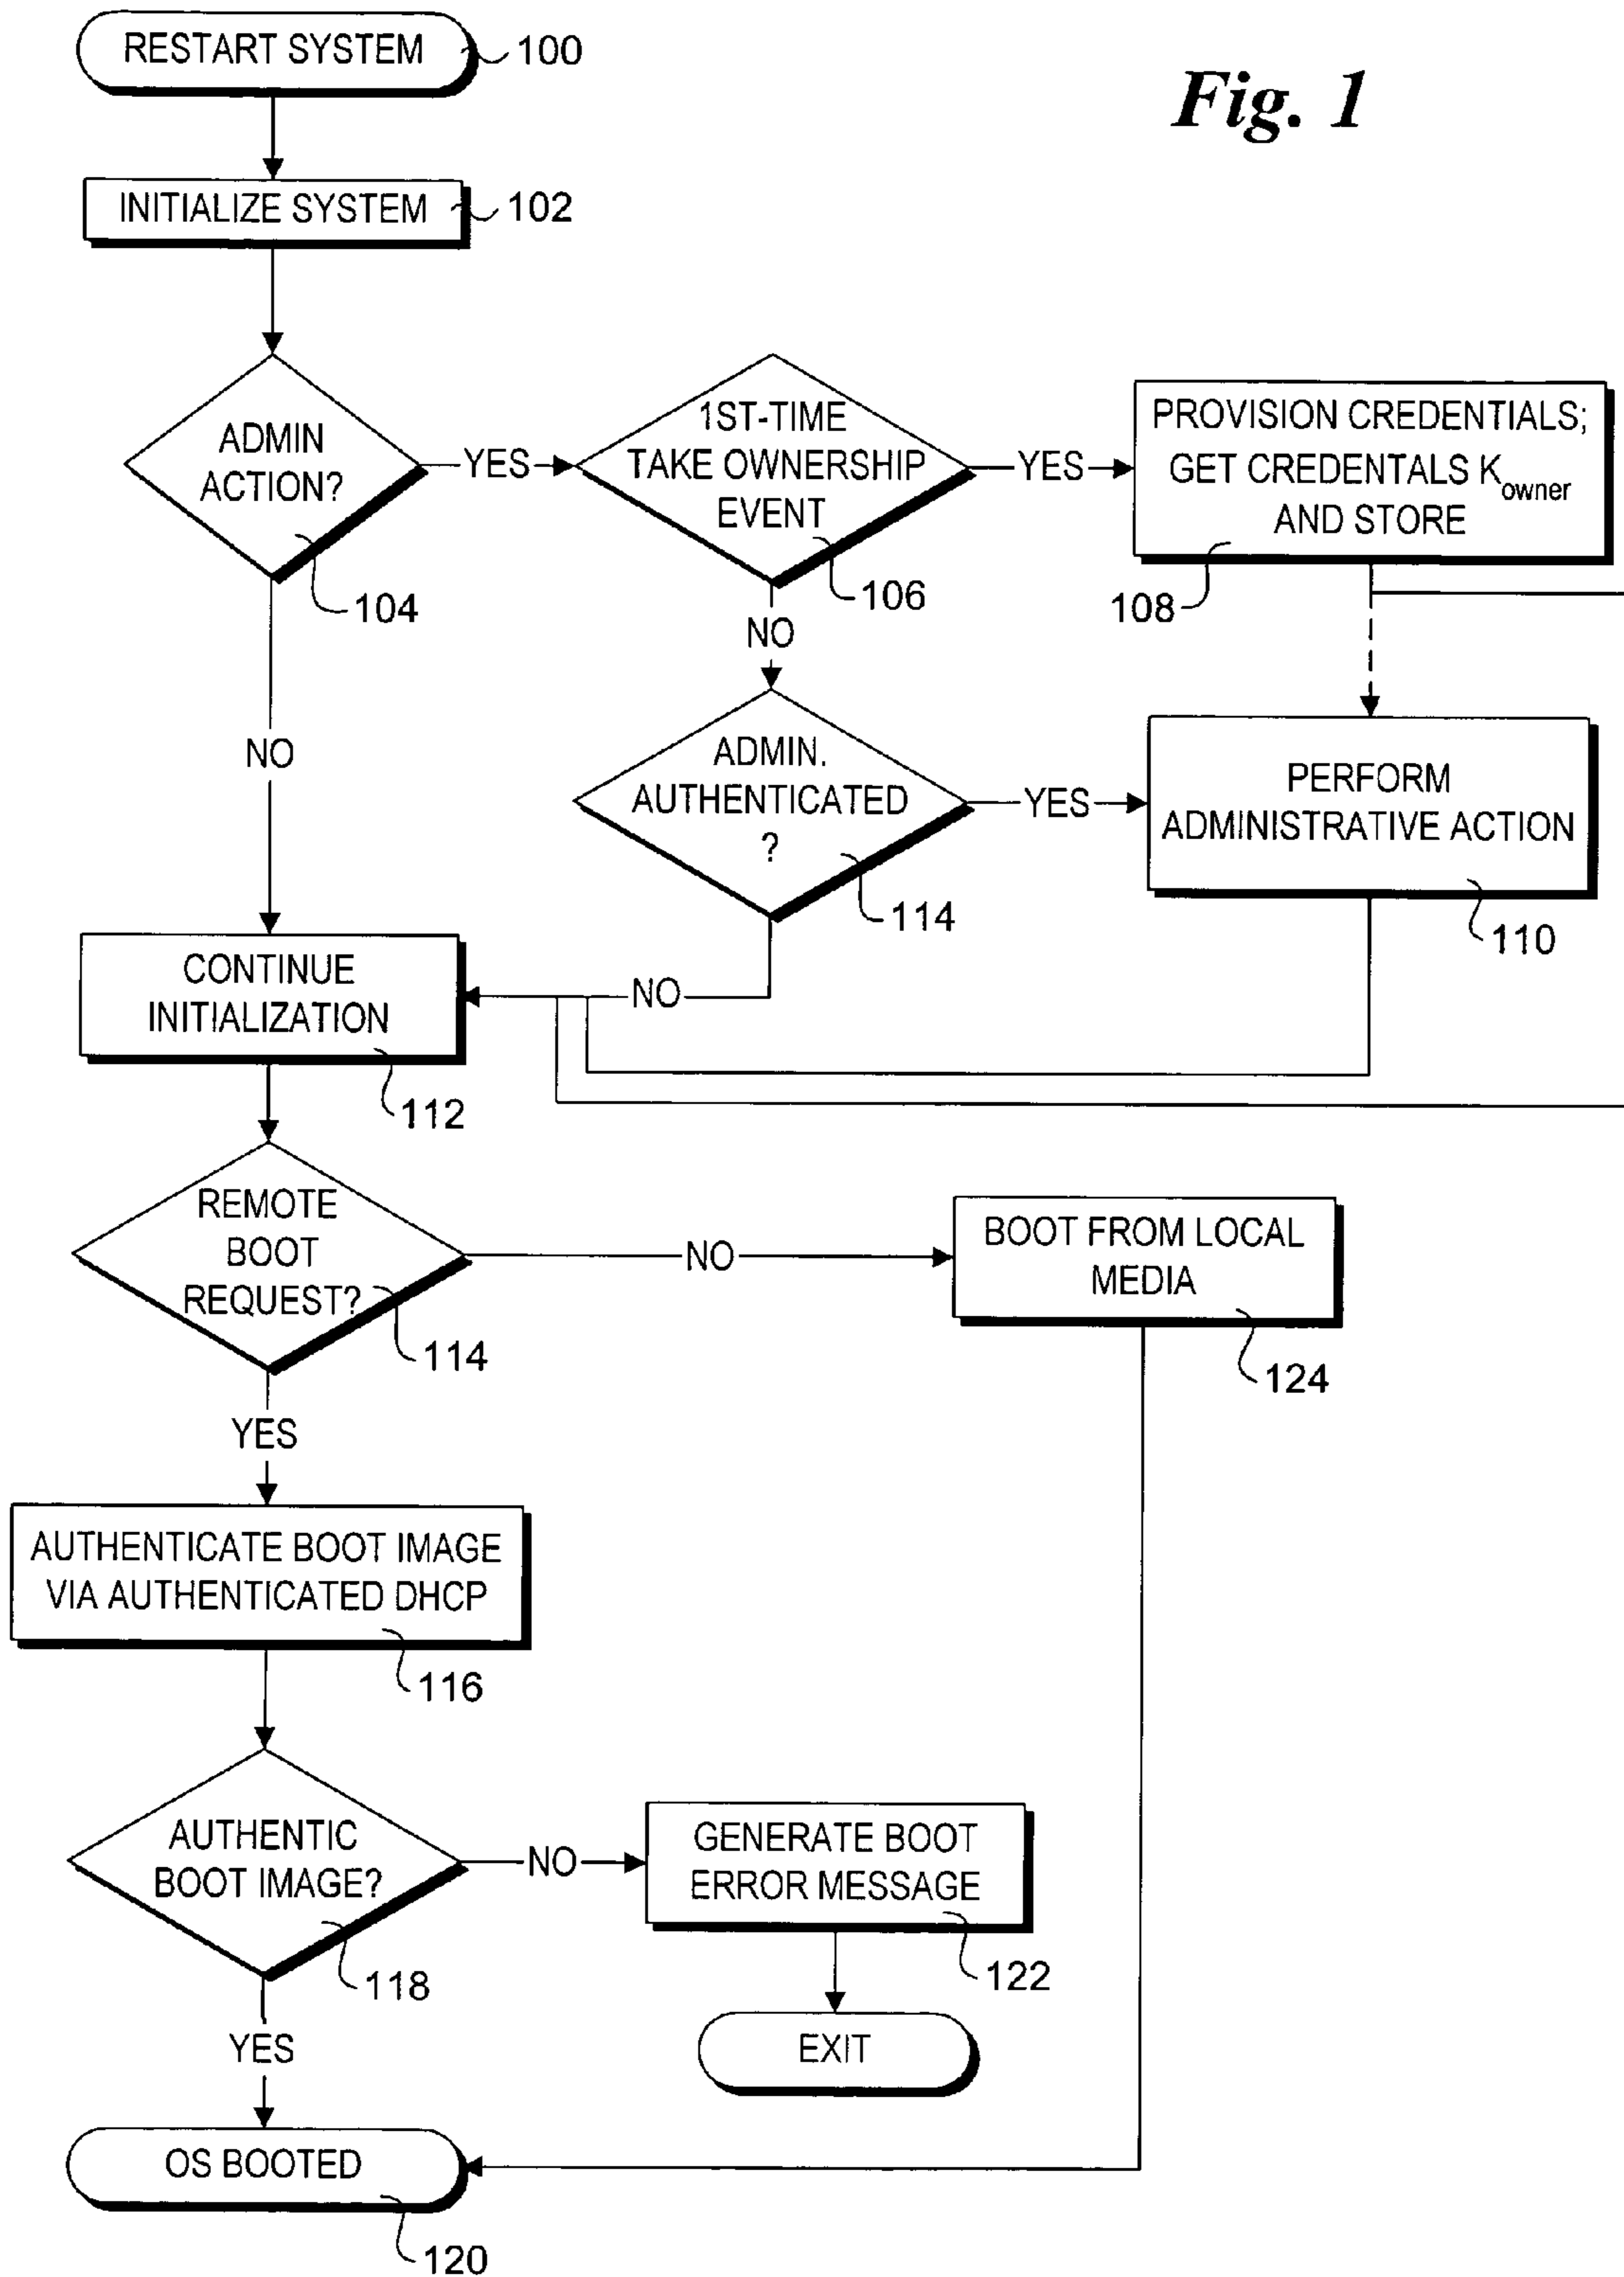 RESTART SYSTEM
100
Fig. 1
INITIALIZE SYSTEM
102
ADMIN
ACTION?
104
YES
1ST-TIME
TAKE OWNERSHIP
EVENT
106
YES
PROVISION CREDENTIALS;
GET CREDENTALS Kowner
AND STORE
108
NO
NO
ADMIN.
AUTHENTICATED
?
114
YES
PERFORM
ADMINISTRATIVE ACTION
110
CONTINUE
INITIALIZATION
112
NO
REMOTE
BOOT
REQUEST?
114
NO
BOOT FROM LOCAL
MEDIA
124
YES
AUTHENTICATE BOOT IMAGE
VIA AUTHENTICATED DHCP
116
AUTHENTIC
BOOT IMAGE?
118
NO
GENERATE BOOT
ERROR MESSAGE
122
YES
EXIT
OS BOOTED
120